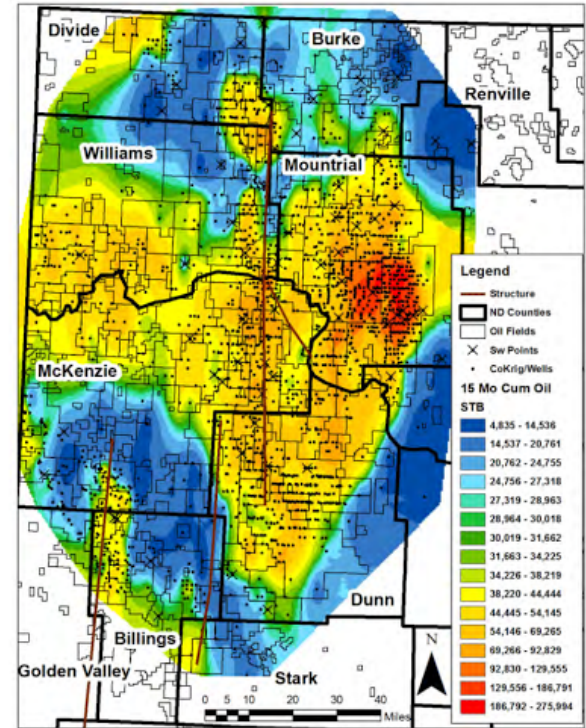 Divide
Burke
Renville
Williams
Mountrial
McKenzie
Dunn
Billings
Golden Valley
Stark
Legend
Structure
ND Counties
Oil Fields
Sw Points
CoKrig/Wells
15 Mo Cum Oil
STB
4,835 - 14,536
14,537 - 20,761
20,762 - 24,755
24,756 - 27,318
27,319 - 28,963
28,964 - 30,018
30,019 - 31,662
31,663 - 34,225
34,226 - 38,219
38,220 - 44,444
44,445 - 54,145
54,146 - 69,265
69,266 - 92,829
92,830 - 129,555
129,556 - 186,791
186,792 - 275,994
N
0 5 10 20 30 40
Miles